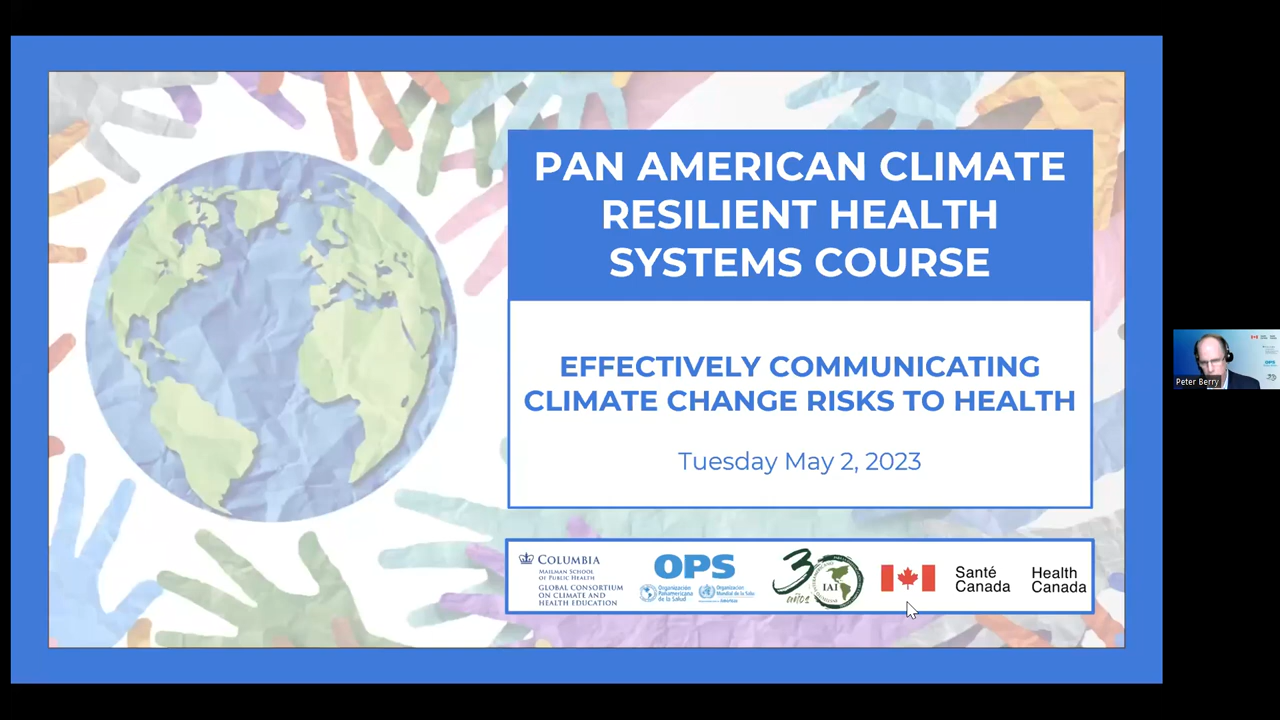 PAN AMERICAN CLIMATE
RESILIENT HEALTH
SYSTEMS COURSE
EFFECTIVELY COMMUNICATING
CLIMATE CHANGE RISKS TO HEALTH
Tuesday May 2, 2023
COLUMBIA
MAILMAN SCHOOL
OF PUBLIC HEALTH
GLOBAL CONSORTIUM
ON CLIMATE AND
HEALTH EDUCATION
OPS
Organización
Panamericana
de la Salud
Organización
Mundial de la Salud
30
años
IAI
Santé
Canada
Health
Canada
Peter Berry